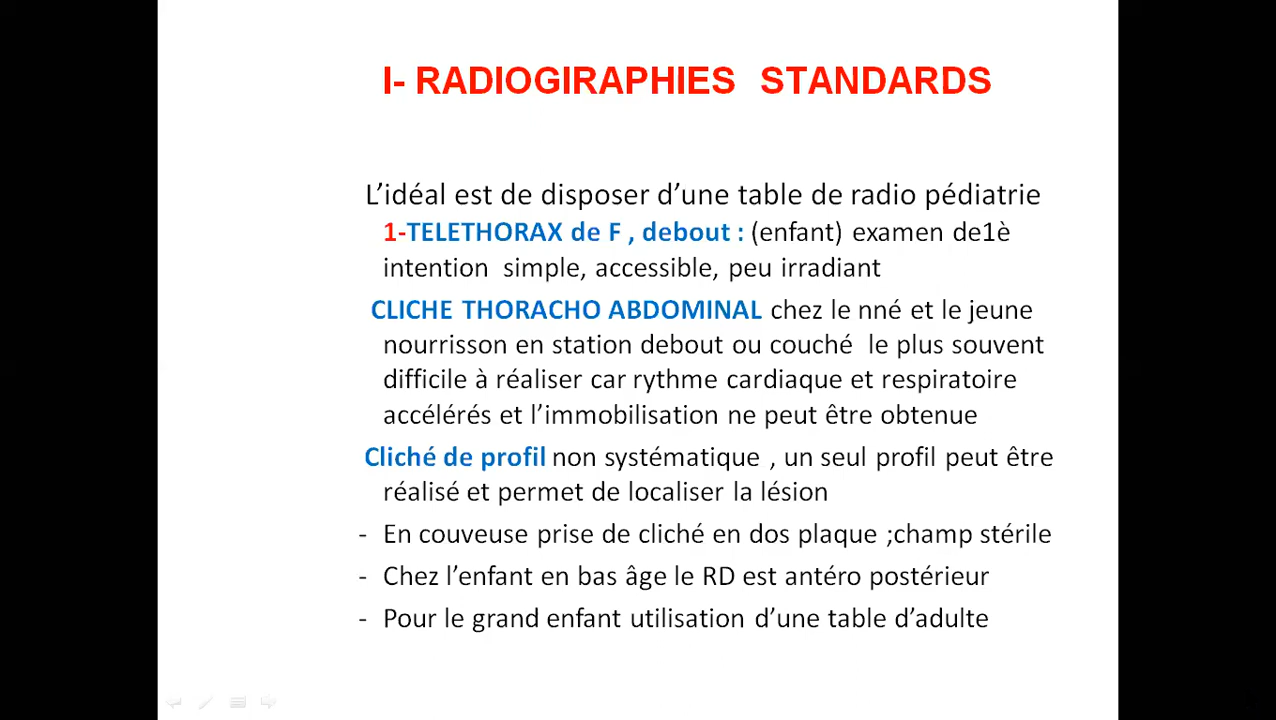 I- RADIOGIRAPHIES STANDARDS
L’idéal est de disposer d’une table de radio pédiatrie
1-TELETHORAX de F , debout : (enfant) examen de1è
intention simple, accessible, peu irradiant
CLICHE THORACHO ABDOMINAL chez le nné et le jeune
nourrisson en station debout ou couché le plus souvent
difficile à réaliser car rythme cardiaque et respiratoire
accélérés et l’immobilisation ne peut être obtenue
Cliché de profil non systématique , un seul profil peut être
réalisé et permet de localiser la lésion
- En couveuse prise de cliché en dos plaque ;champ stérile
- Chez l’enfant en bas âge le RD est antéro postérieur
- Pour le grand enfant utilisation d’une table d’adulte